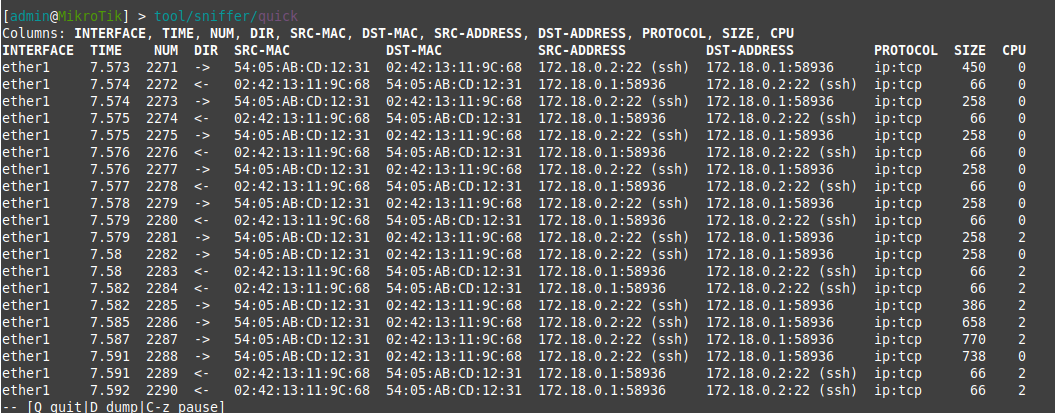 [admin@MikroTik] > tool/sniffer/quick
Columns: INTERFACE, TIME, NUM, DIR, SRC-MAC, DST-MAC, SRC-ADDRESS, DST-ADDRESS, PROTOCOL, SIZE, CPU
INTERFACE  TIME   NUM   DIR  SRC-MAC            DST-MAC            SRC-ADDRESS          DST-ADDRESS          PROTOCOL  SIZE  CPU
ether1     7.573  2271  ->   54:05:AB:CD:12:31  02:42:13:11:9C:68  172.18.0.2:22 (ssh)  172.18.0.1:58936     ip:tcp     450    0
ether1     7.574  2272  <-   02:42:13:11:9C:68  54:05:AB:CD:12:31  172.18.0.1:58936     172.18.0.2:22 (ssh)  ip:tcp      66    0
ether1     7.574  2273  ->   54:05:AB:CD:12:31  02:42:13:11:9C:68  172.18.0.2:22 (ssh)  172.18.0.1:58936     ip:tcp     258    0
ether1     7.575  2274  <-   02:42:13:11:9C:68  54:05:AB:CD:12:31  172.18.0.1:58936     172.18.0.2:22 (ssh)  ip:tcp      66    0
ether1     7.575  2275  ->   54:05:AB:CD:12:31  02:42:13:11:9C:68  172.18.0.2:22 (ssh)  172.18.0.1:58936     ip:tcp     258    0
ether1     7.576  2276  <-   02:42:13:11:9C:68  54:05:AB:CD:12:31  172.18.0.1:58936     172.18.0.2:22 (ssh)  ip:tcp      66    0
ether1     7.576  2277  ->   54:05:AB:CD:12:31  02:42:13:11:9C:68  172.18.0.2:22 (ssh)  172.18.0.1:58936     ip:tcp     258    0
ether1     7.577  2278  <-   02:42:13:11:9C:68  54:05:AB:CD:12:31  172.18.0.1:58936     172.18.0.2:22 (ssh)  ip:tcp      66    0
ether1     7.578  2279  ->   54:05:AB:CD:12:31  02:42:13:11:9C:68  172.18.0.2:22 (ssh)  172.18.0.1:58936     ip:tcp     258    0
ether1     7.579  2280  <-   02:42:13:11:9C:68  54:05:AB:CD:12:31  172.18.0.1:58936     172.18.0.2:22 (ssh)  ip:tcp      66    0
ether1     7.579  2281  ->   54:05:AB:CD:12:31  02:42:13:11:9C:68  172.18.0.2:22 (ssh)  172.18.0.1:58936     ip:tcp     258    2
ether1     7.58   2282  ->   54:05:AB:CD:12:31  02:42:13:11:9C:68  172.18.0.2:22 (ssh)  172.18.0.1:58936     ip:tcp     258    0
ether1     7.58   2283  <-   02:42:13:11:9C:68  54:05:AB:CD:12:31  172.18.0.1:58936     172.18.0.2:22 (ssh)  ip:tcp      66    2
ether1     7.582  2284  <-   02:42:13:11:9C:68  54:05:AB:CD:12:31  172.18.0.1:58936     172.18.0.2:22 (ssh)  ip:tcp      66    2
ether1     7.582  2285  ->   54:05:AB:CD:12:31  02:42:13:11:9C:68  172.18.0.2:22 (ssh)  172.18.0.1:58936     ip:tcp     386    2
ether1     7.585  2286  ->   54:05:AB:CD:12:31  02:42:13:11:9C:68  172.18.0.2:22 (ssh)  172.18.0.1:58936     ip:tcp     658    2
ether1     7.587  2287  ->   54:05:AB:CD:12:31  02:42:13:11:9C:68  172.18.0.2:22 (ssh)  172.18.0.1:58936     ip:tcp     770    2
ether1     7.591  2288  ->   54:05:AB:CD:12:31  02:42:13:11:9C:68  172.18.0.2:22 (ssh)  172.18.0.1:58936     ip:tcp     738    0
ether1     7.591  2289  <-   02:42:13:11:9C:68  54:05:AB:CD:12:31  172.18.0.1:58936     172.18.0.2:22 (ssh)  ip:tcp      66    2
ether1     7.592  2290  <-   02:42:13:11:9C:68  54:05:AB:CD:12:31  172.18.0.1:58936     172.18.0.2:22 (ssh)  ip:tcp      66    2
-- [Q quit|D dump|C-z pause]